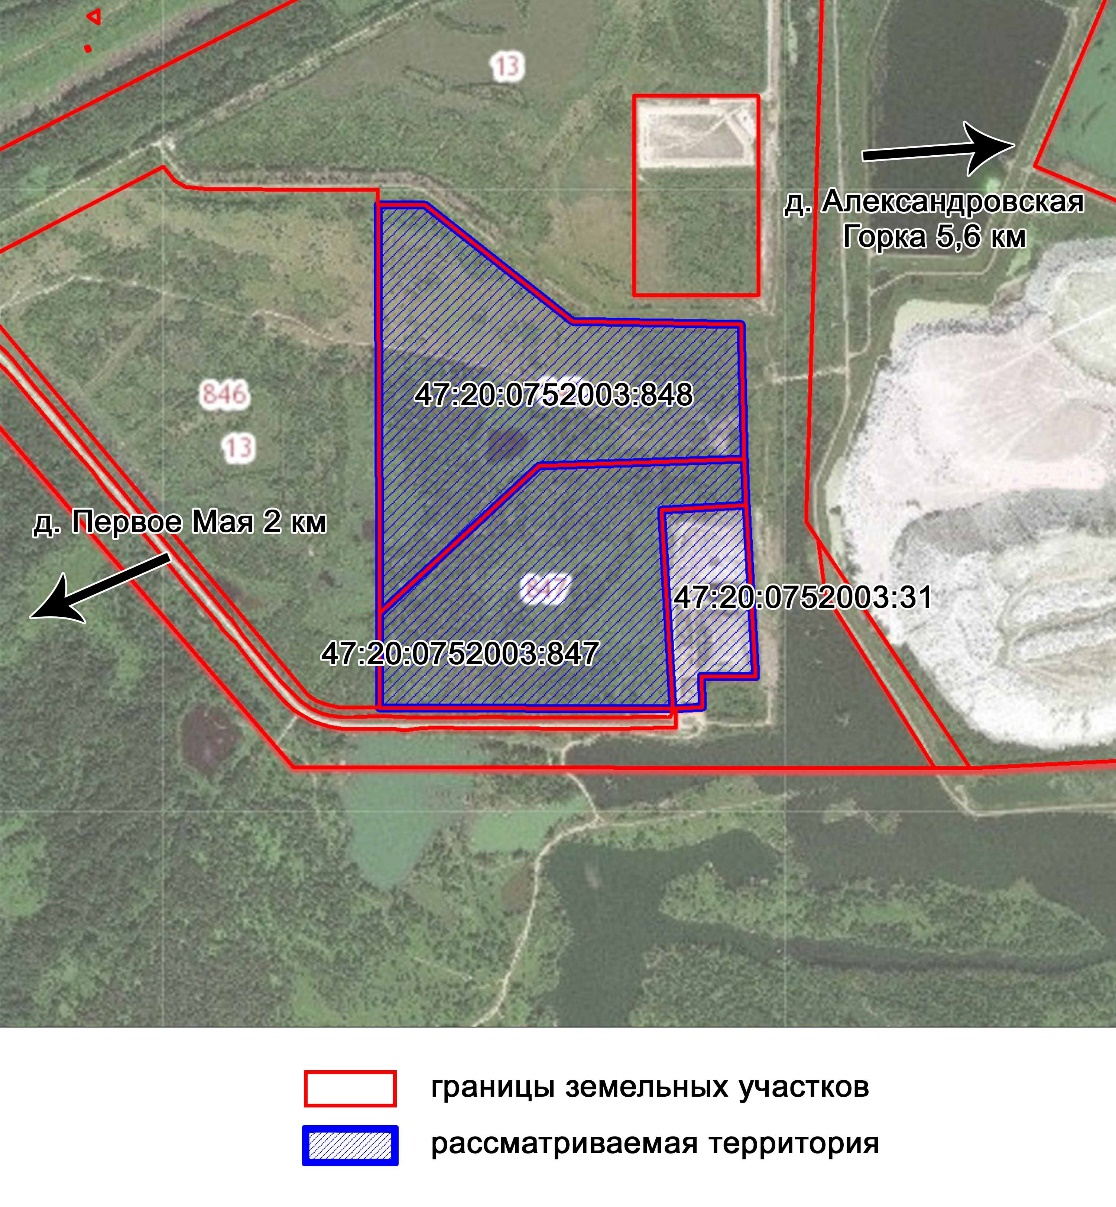 13
д. Александровская
Горка 5,6 км
47:20:0752003:848
846
13
д. Первое Мая 2 км
847
47:20:0752003:31
47:20:0752003:847
границы земельных участков
рассматриваемая территория